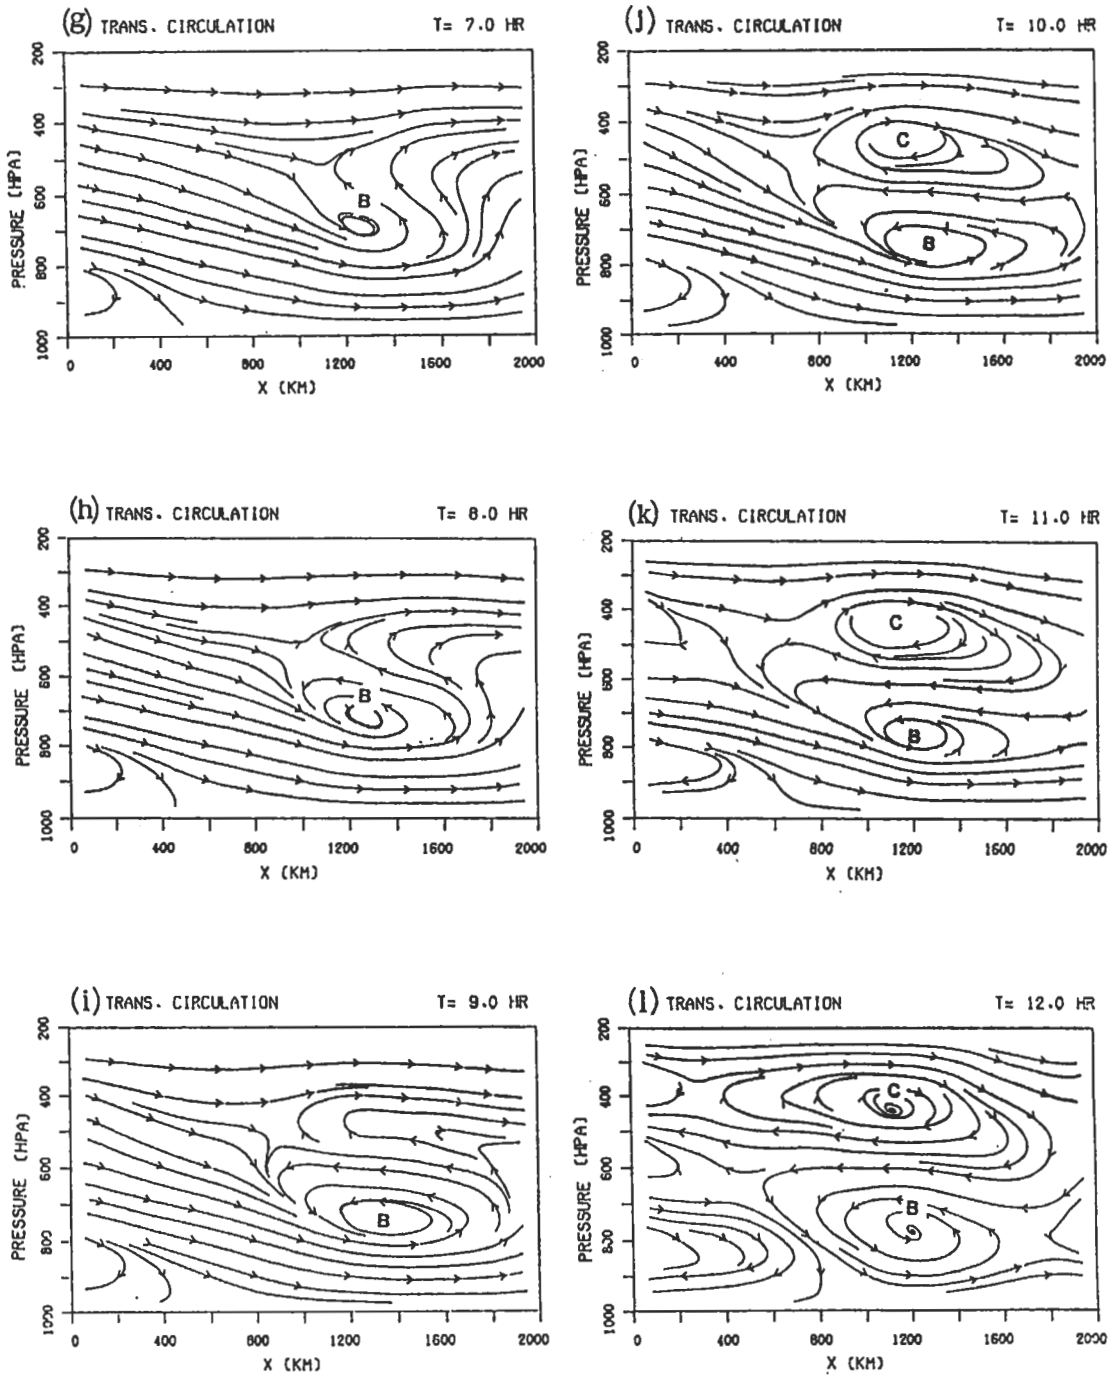 (g) TRANS. CIRCULATION T= 7.0 HR
200
400
600
800
1000
PRESSURE (HPA)
B
0 400 800 1200 1600 2000
X (KM)
(h) TRANS. CIRCULATION T= 8.0 HR
200
400
600
800
1000
PRESSURE (HPA)
B
0 400 800 1200 1600 2000
X (KM)
(i) TRANS. CIRCULATION T= 9.0 HR
200
400
600
800
1000
PRESSURE (HPA)
B
0 400 800 1200 1600 2000
X (KM)
(j) TRANS. CIRCULATION T= 10.0 HR
200
400
600
800
1000
PRESSURE (HPA)
C
B
0 400 800 1200 1600 2000
X (KM)
(k) TRANS. CIRCULATION T= 11.0 HR
200
400
600
800
1000
PRESSURE (HPA)
C
B
0 400 800 1200 1600 2000
X (KM)
(l) TRANS. CIRCULATION T= 12.0 HR
200
400
600
800
1000
PRESSURE (HPA)
C
B
0 400 800 1200 1600 2000
X (KM)